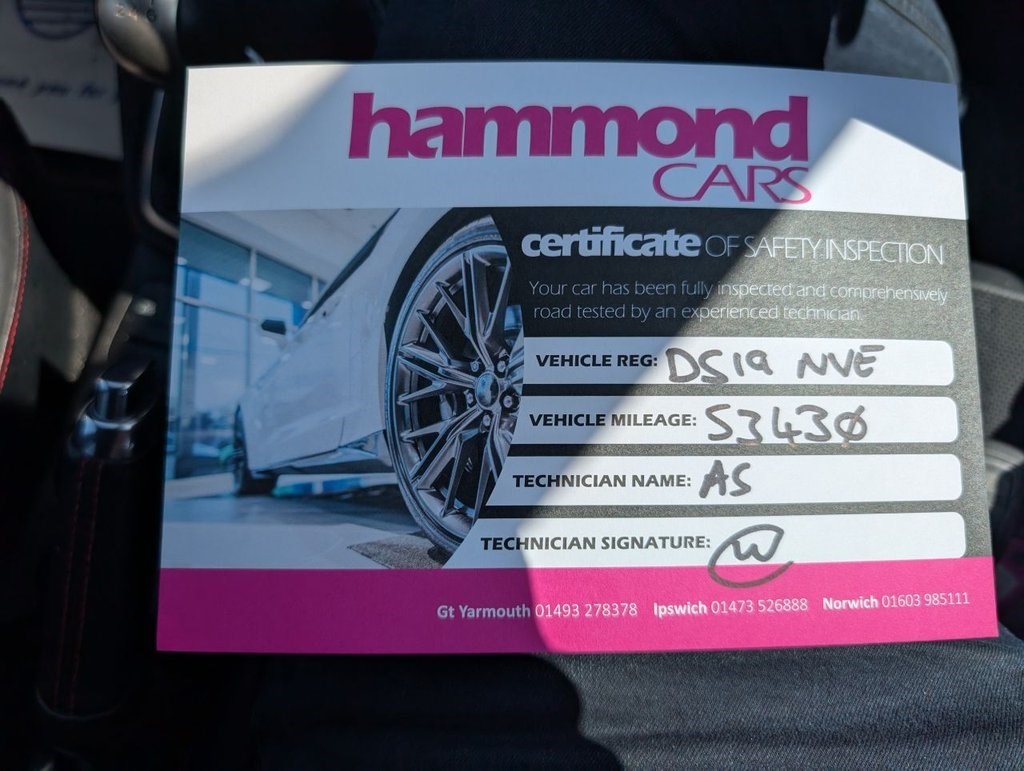 hammond
CARS
certificate OF SAFETY INSPECTION
Your car has been fully inspected and comprehensively
road tested by an experienced technician.
VEHICLE REG: DS19 NVE
VEHICLE MILEAGE: 53430
TECHNICIAN NAME: AS
TECHNICIAN SIGNATURE:
Gt Yarmouth 01493 278378 Ipswich 01473 526888 Norwich 01603 985111